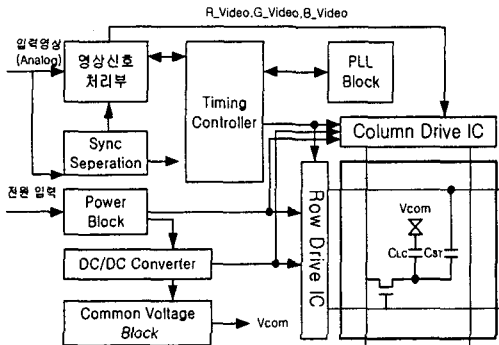 R_Video,G_Video,B_Video
입력영상
(Analog)
영상신호
처리부
Timing
Controller
PLL
Block
Sync
Seperation
Column Drive IC
전원 입력
Power
Block
Row Drive IC
Vcom
CLC
CST
DC/DC Converter
Common Voltage
Block
Vcom